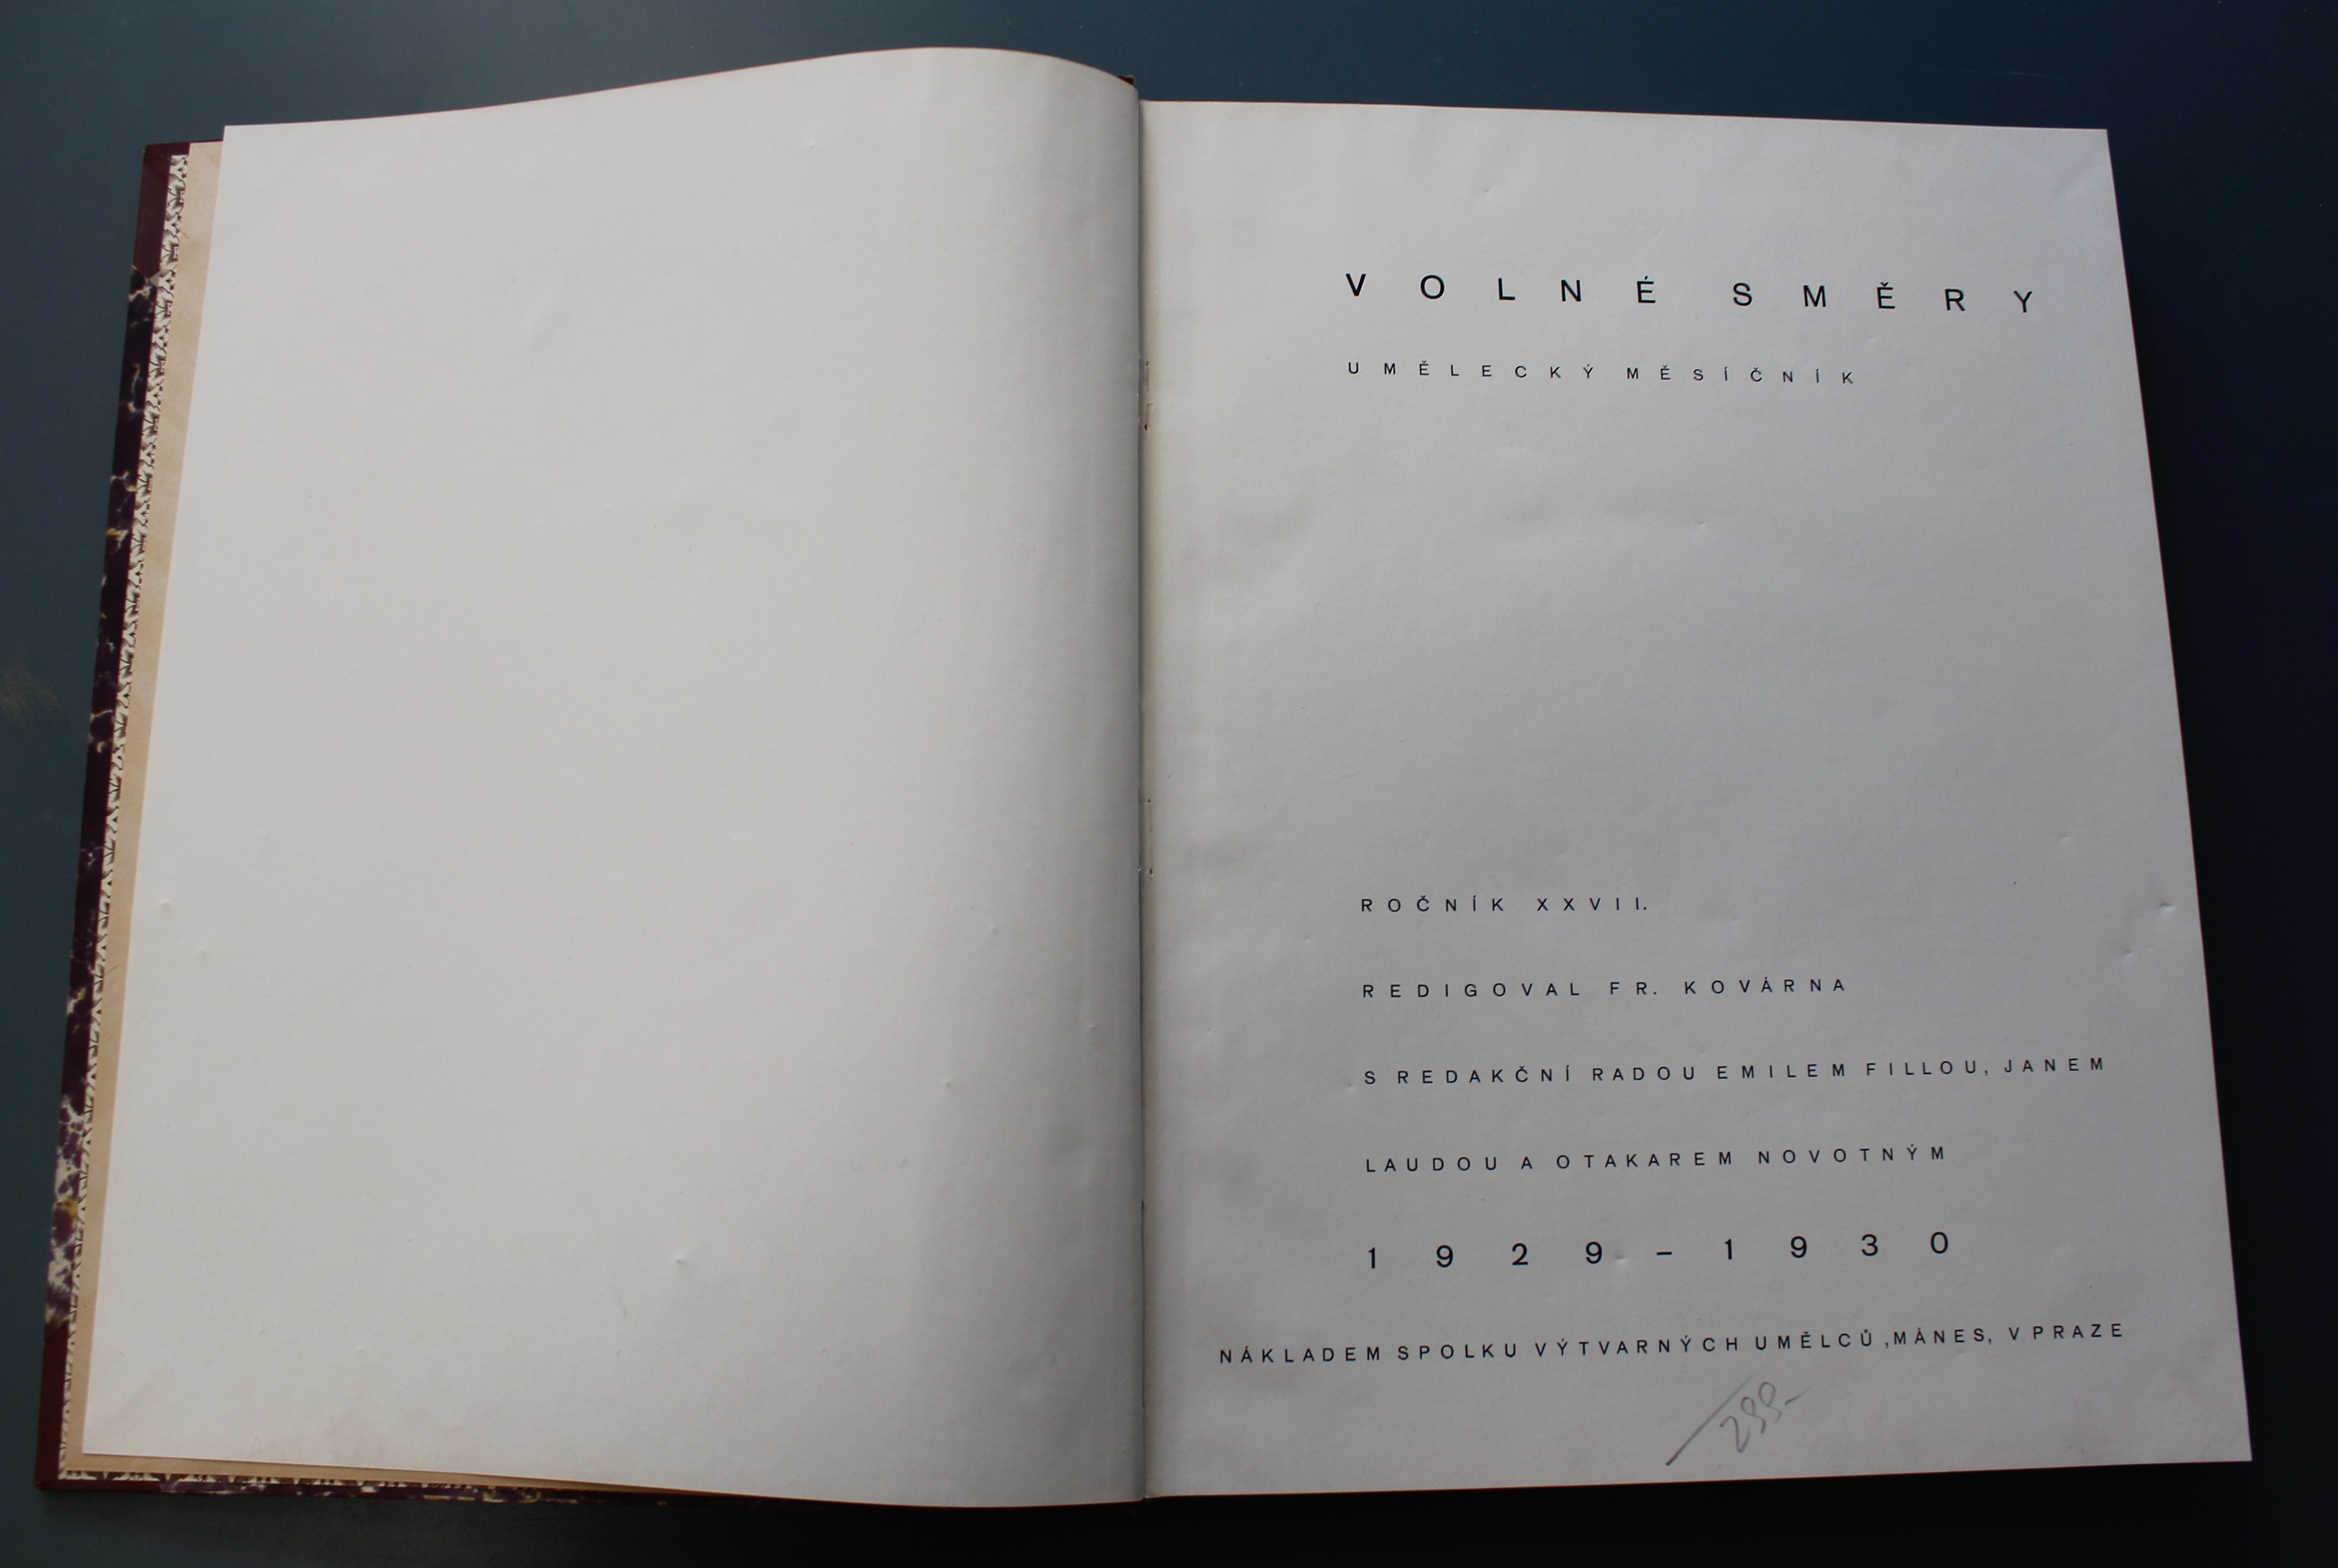 VOLNÉ SMĚRY
UMĚLECKÝ MĚSÍČNÍK
ROČNÍK XXVII.
REDIGOVAL FR. KOVÁRNA
S REDAKČNÍ RADOU EMILEM FILLOU, JANEM
LAUDOU A OTAKAREM NOVOTNÝM
1929–1930
NÁKLADEM SPOLKU VÝTVARNÝCH UMĚLCŮ ‚MÁNES‚ V PRAZE
299.-